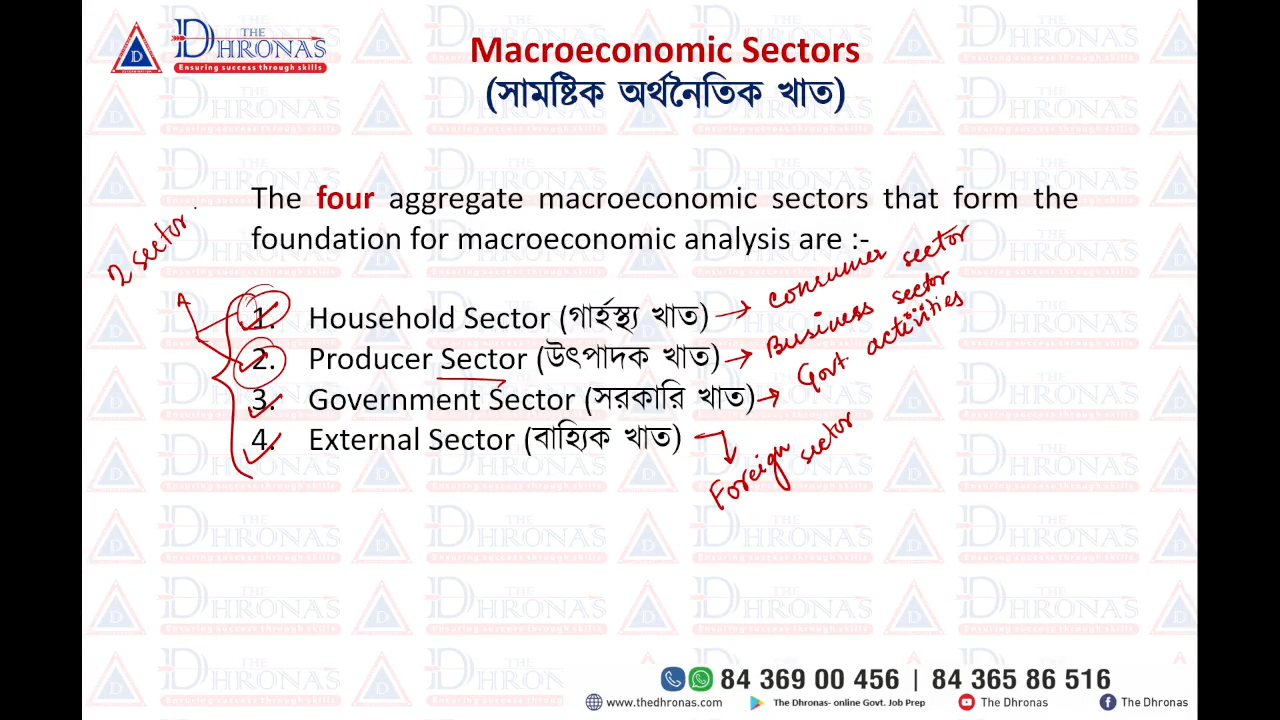 THE
DHRONAS
Ensuring success through skills
Macroeconomic Sectors
(সামষ্টিক অর্থনৈতিক খাত)
The four aggregate macroeconomic sectors that form the
foundation for macroeconomic analysis are :-
2 sector
A
1. Household Sector (গার্হস্থ্য খাত) → consumer sector
2. Producer Sector (উৎপাদক খাত) → Business sector
3. Government Sector (সরকারি খাত) → Govt activities
4. External Sector (বাহ্যিক খাত)
Foreign sector
84 369 00 456 | 84 365 86 516
www.thedhronas.com
The Dhronas- online Govt. Job Prep
The Dhronas
The Dhronas